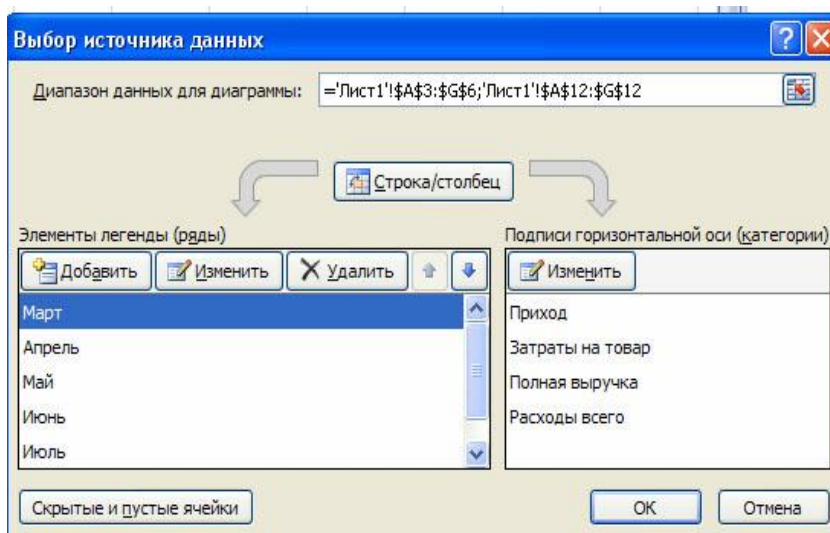 Выбор источника данных
Диапазон данных для диаграммы: ='Лист1'!$A$3:$G$6;'Лист1'!$A$12:$G$12
Строка/столбец
Элементы легенды (ряды)
Добавить Изменить Удалить
Март
Апрель
Май
Июнь
Июль
Подписи горизонтальной оси (категории)
Изменить
Приход
Затраты на товар
Полная выручка
Расходы всего
Скрытые и пустые ячейки
ОК Отмена